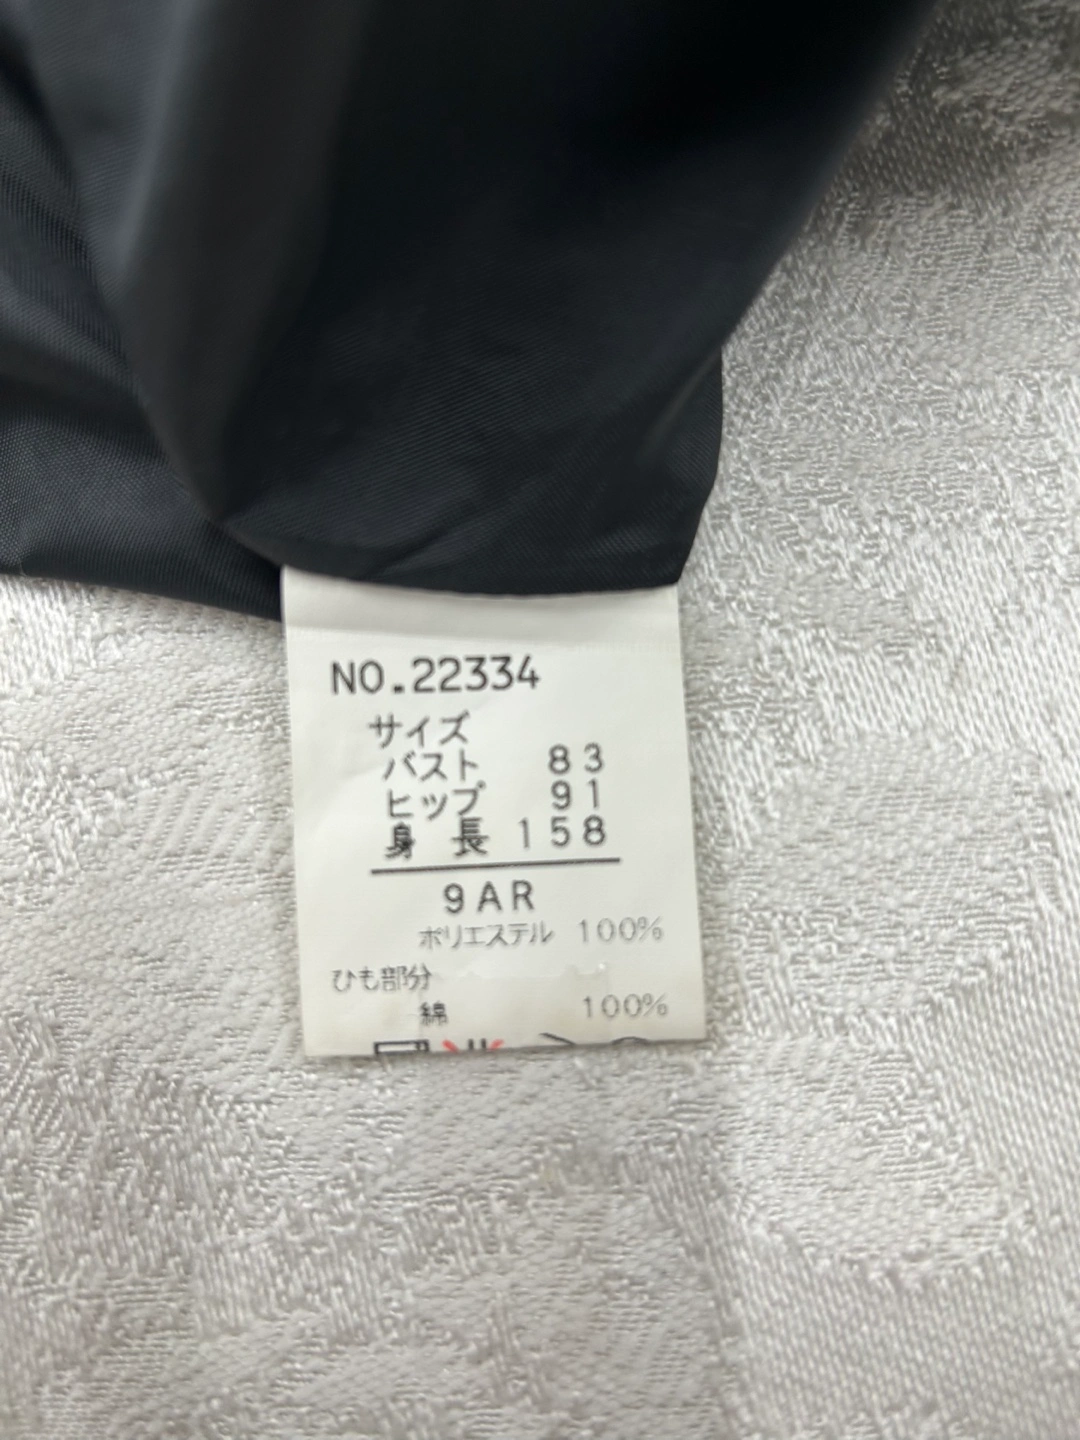 NO.22334
サイズ
バスト 83
ヒップ 91
身長 158
9AR
ポリエステル 100%
ひも部分
綿 100%